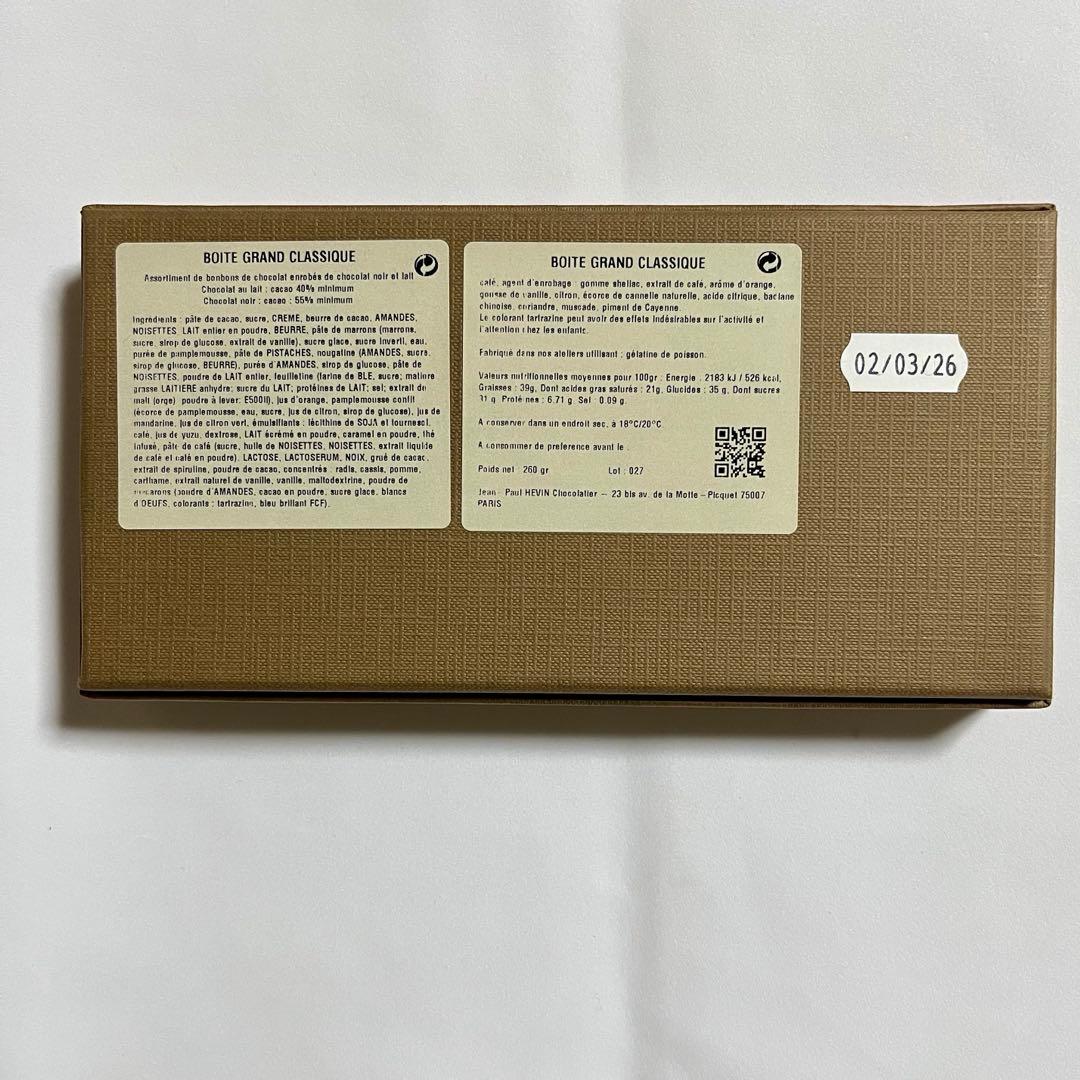 BOITE GRAND CLASSIQUE
Assortiment de bonbons de chocolat enrobés de chocolat noir et lait
Chocolat au lait : cacao 40% minimum
Chocolat noir : cacao : 55% minimum
Ingrédients : pâte de cacao, sucre, CREME, beurre de cacao, AMANDES,
NOISETTES, LAIT entier en poudre, BEURRE, pâte de marrons (marrons,
sucre, sirop de glucose, extrait de vanille), sucre glace, sucre inverti, eau,
purée de pamplemousse, pâte de PISTACHES, nougatine (AMANDES, sucre,
sirop de glucose, BEURRE), purée d'AMANDES, sirop de glucose, pâte de
NOISETTES, poudre de LAIT entier, feuilletine (farine de BLE, sucre; matière
grasse LAITIERE anhydre; sucre du LAIT; protéines de LAIT; sel; extrait de
malt (orge) poudre à lever: E500II), jus d'orange, pamplemousse confit
(écorce de pamplemousse, eau, sucre, jus de citron, sirop de glucose), jus de
mandarine, jus de citron vert, émulsifiants : lécithine de SOJA et tournesol,
café, jus de yuzu, dextrose, LAIT écrémé en poudre, caramel en poudre, thé
infusé, pâte de café (sucre, huile de NOISETTES, NOISETTES, extrait liquide
de café et café en poudre), LACTOSE, LACTOSERUM, NOIX, grué de cacao,
extrait de spiruline, poudre de cacao, concentrés : radis, cassis, pomme,
carthame, extrait naturel de vanille, vanille, maltodextrine, poudre de
macarons (poudre d'AMANDES, cacao en poudre, sucre glace, blancs
d'OEUFS, colorants : tartrazine, bleu brillant FCF),
BOITE GRAND CLASSIQUE
café, agent d'enrobage : gomme shellac, extrait de café, arôme d'orange,
gousse de vanille, citron, écorce de cannelle naturelle, acide citrique, badiane
chinoise, coriandre, muscade, piment de Cayenne.
Le colorant tartrazine peut avoir des effets indésirables sur l'activité et
l'attention chez les enfants.
Fabriqué dans nos ateliers utilisant : gélatine de poisson.
Valeurs nutritionnelles moyennes pour 100gr : Energie : 2183 kJ / 526 kcal,
Graisses : 39g, Dont acides gras saturés : 21g, Glucides : 35 g, Dont sucres
31 g, Protéines : 6.71 g, Sel : 0.09 g.
A conserver dans un endroit sec, à 18°C/20°C
A consommer de preference avant le :
Poids net : 260 gr Lot : 027
Jean - Paul HEVIN Chocolatier – 23 bis av. de la Motte – Picquet 75007
PARIS
02/03/26